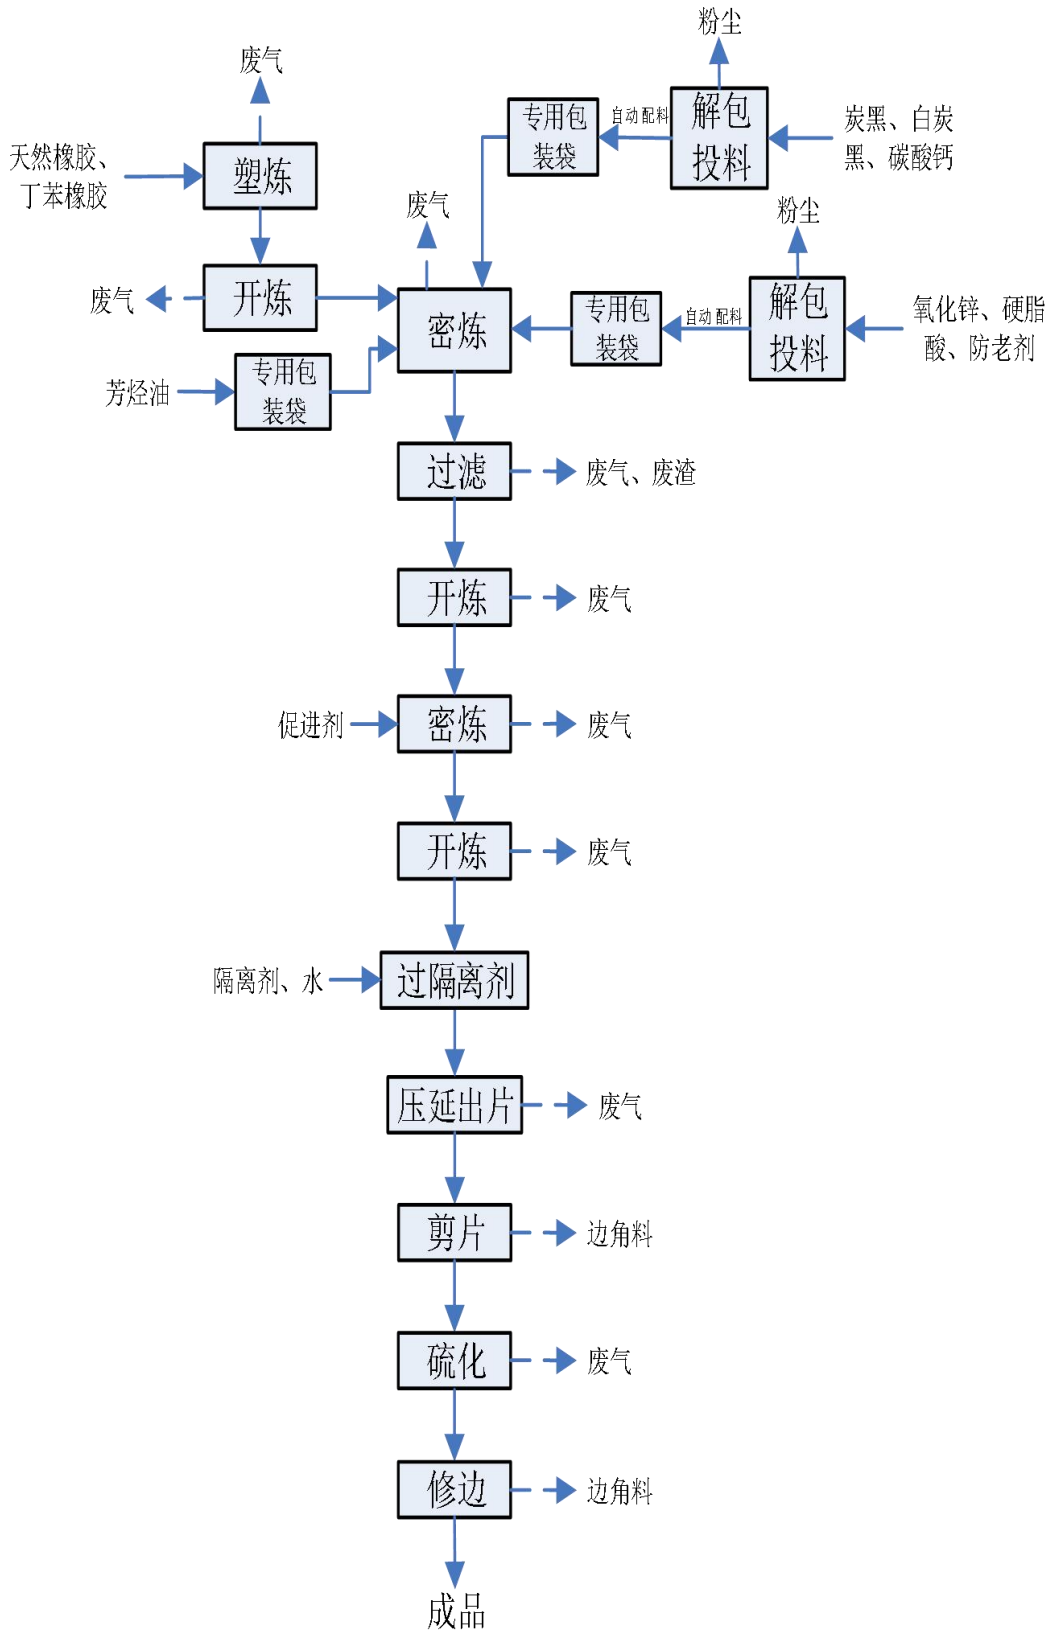 粉尘
废气
专用包
装袋
自动配料
解包
投料
炭黑、白炭
黑、碳酸钙
天然橡胶、
丁苯橡胶
塑炼
废气
粉尘
废气
开炼
密炼
专用包
装袋
自动配料
解包
投料
氧化锌、硬脂
酸、防老剂
芳烃油
专用包
装袋
过滤
废气、废渣
开炼
废气
促进剂
密炼
废气
开炼
废气
隔离剂、水
过隔离剂
压延出片
废气
剪片
边角料
硫化
废气
修边
边角料
成品